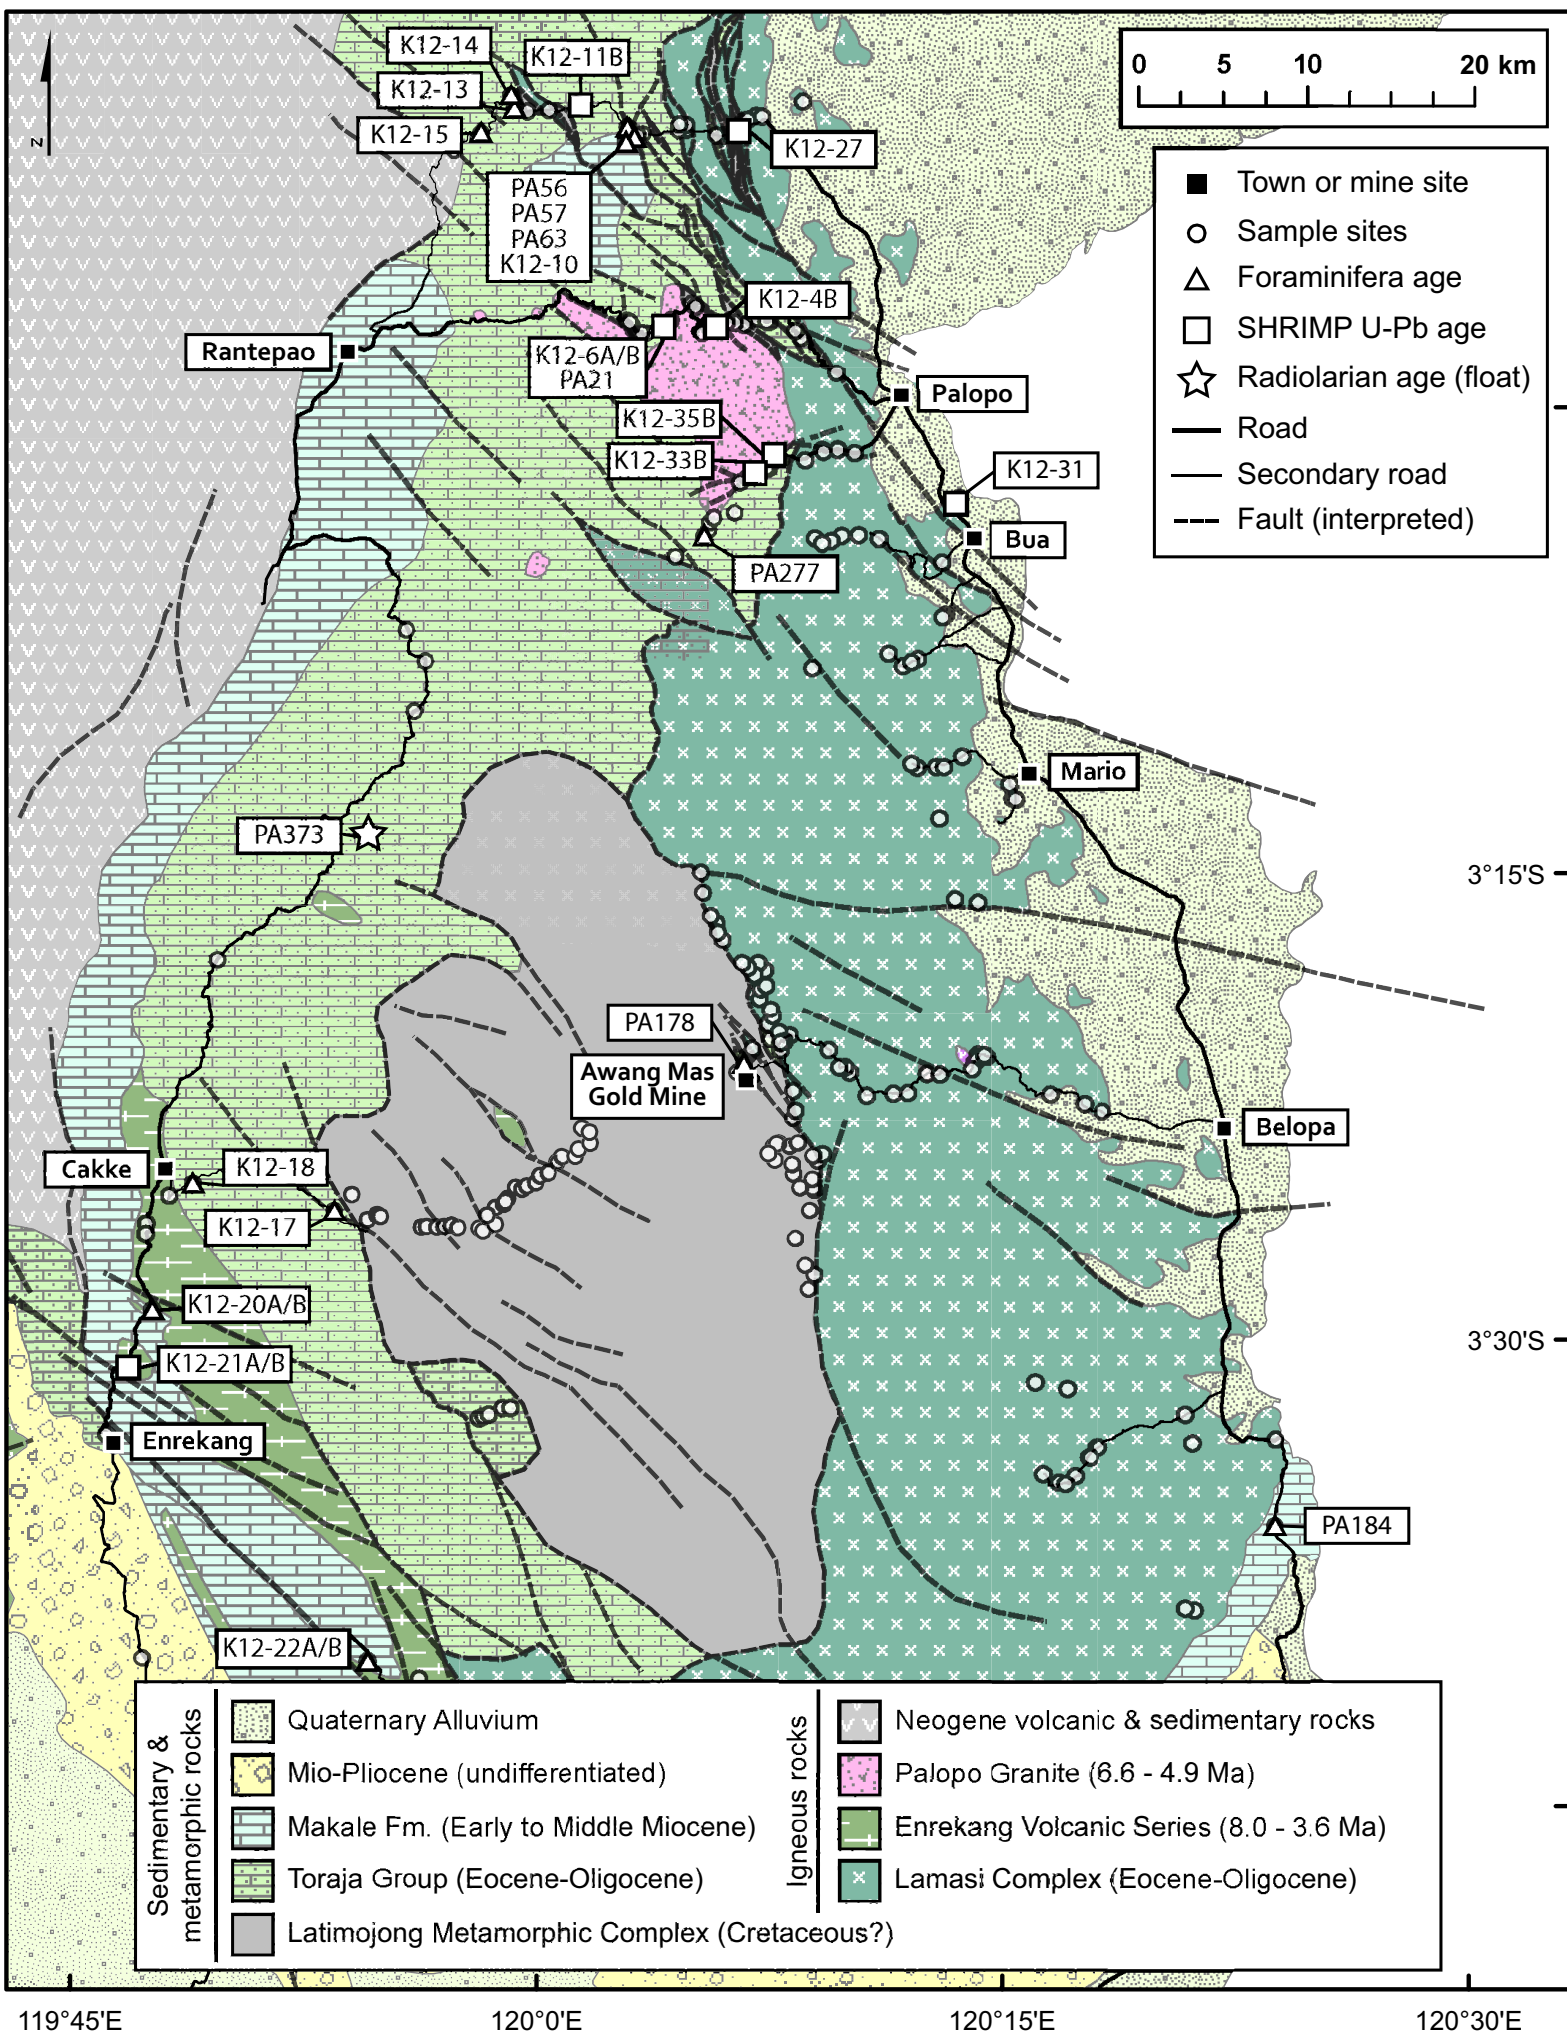 K12-14
K12-11B
K12-13
K12-15
K12-27
0 5 10 20 km
N
Town or mine site
Sample sites
Foraminifera age
SHRIMP U-Pb age
Radiolarian age (float)
Road
Secondary road
Fault (interpreted)
PA56
PA57
PA63
K12-10
K12-4B
Rantepao
K12-6A/B
PA21
Palopo
K12-35B
K12-33B
K12-31
Bua
PA277
Mario
PA373
3°15'S
PA178
Awang Mas
Gold Mine
Belopa
Cakke
K12-18
K12-17
K12-20A/B
3°30'S
K12-21A/B
Enrekang
PA184
K12-22A/B
Sedimentary &
metamorphic rocks
Quaternary Alluvium
Mio-Pliocene (undifferentiated)
Makale Fm. (Early to Middle Miocene)
Toraja Group (Eocene-Oligocene)
Latimojong Metamorphic Complex (Cretaceous?)
Igneous rocks
Neogene volcanic & sedimentary rocks
Palopo Granite (6.6 - 4.9 Ma)
Enrekang Volcanic Series (8.0 - 3.6 Ma)
Lamasi Complex (Eocene-Oligocene)
119°45'E 120°0'E 120°15'E 120°30'E